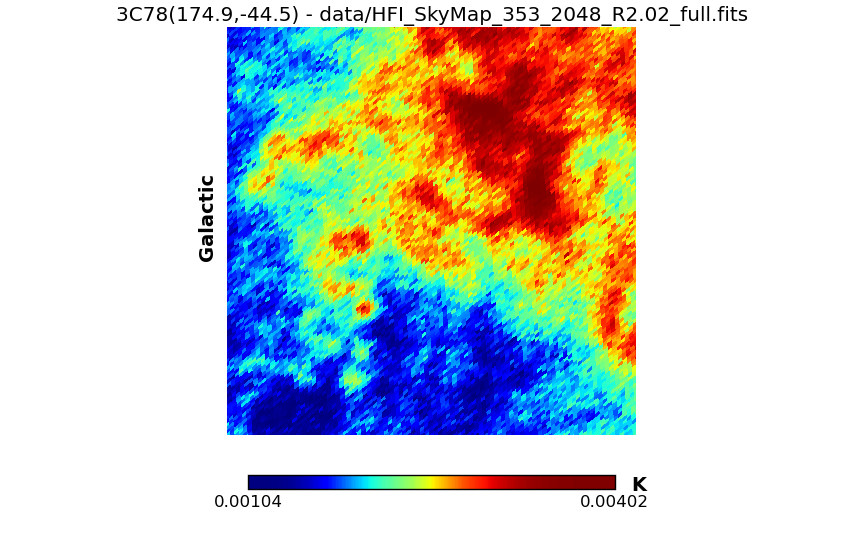 3C78(174.9,-44.5) - data/HFI_SkyMap_353_2048_R2.02_full.fits
Galactic
K
0.00104
0.00402